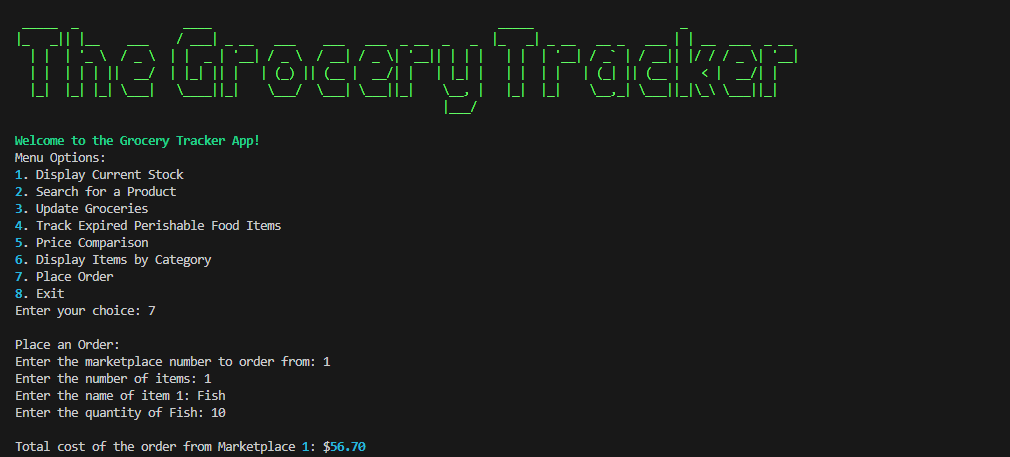 The Grocery Tracker
Welcome to the Grocery Tracker App!
Menu Options:
1. Display Current Stock
2. Search for a Product
3. Update Groceries
4. Track Expired Perishable Food Items
5. Price Comparison
6. Display Items by Category
7. Place Order
8. Exit
Enter your choice: 7
Place an Order:
Enter the marketplace number to order from: 1
Enter the number of items: 1
Enter the name of item 1: Fish
Enter the quantity of Fish: 10
Total cost of the order from Marketplace 1: $56.70